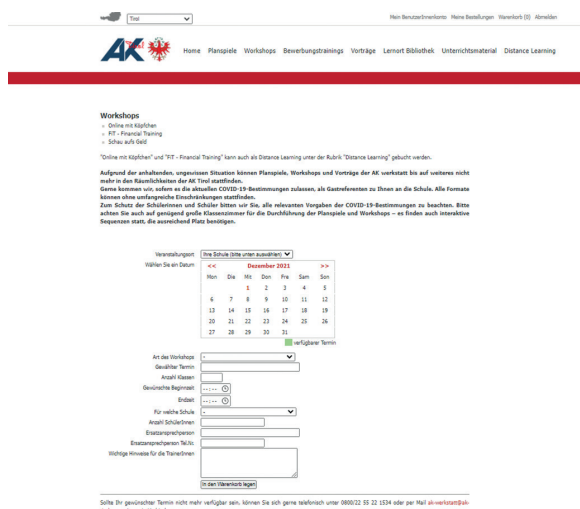 Tirol
Mein BenutzerInnenkonto Meine Bestellungen Warenkorb (0) Abmelden
AK Tirol Home Planspiele Workshops Bewerbungstrainings Vorträge Lernort Bibliothek Unterrichtsmaterial Distance Learning
Workshops
Online mit Köpfchen
FiT - Financial Training
Schau aufs Geld
"Online mit Köpfchen" und "FiT - Financial Training" kann auch als Distance Learning unter der Rubrik "Distance Learning" gebucht werden.
Aufgrund der anhaltenden, ungewissen Situation können Planspiele, Workshops und Vorträge der AK werkstatt bis auf weiteres nicht
mehr in den Räumlichkeiten der AK Tirol stattfinden.
Gerne kommen wir, sofern es die aktuellen COVID-19-Bestimmungen zulassen, als Gastreferenten zu Ihnen an die Schule. Alle Formate
können ohne umfangreiche Einschränkungen stattfinden.
Zum Schutz der Schülerinnen und Schüler bitten wir Sie, alle relevanten Vorgaben der COVID-19-Bestimmungen zu beachten. Bitte
achten Sie auch auf genügend große Klassenzimmer für die Durchführung der Planspiele und Workshops – es finden auch interaktive
Sequenzen statt, die ausreichend Platz benötigen.
Veranstaltungsort Ihre Schule (bitte unten auswählen)
Wählen Sie ein Datum << Dezember 2021 >>
Mon Die Mit Don Fre Sam Son
1 2 3 4 5
6 7 8 9 10 11 12
13 14 15 16 17 18 19
20 21 22 23 24 25 26
27 28 29 30 31
verfügbarer Termin
Art des Workshops -
Gewählter Termin
Anzahl Klassen
Gewünschte Beginnzeit --:--
Endzeit --:--
Für welche Schule -
Anzahl SchülerInnen
Ersatzansprechperson
Ersatzansprechperson Tel.Nr.
Wichtige Hinweise für die TrainerInnen
In den Warenkorb legen
Sollte Ihr gewünschter Termin nicht mehr verfügbar sein, können Sie sich gerne telefonisch unter 0800/22 55 22 1534 oder per Mail ak-werkstatt@ak-